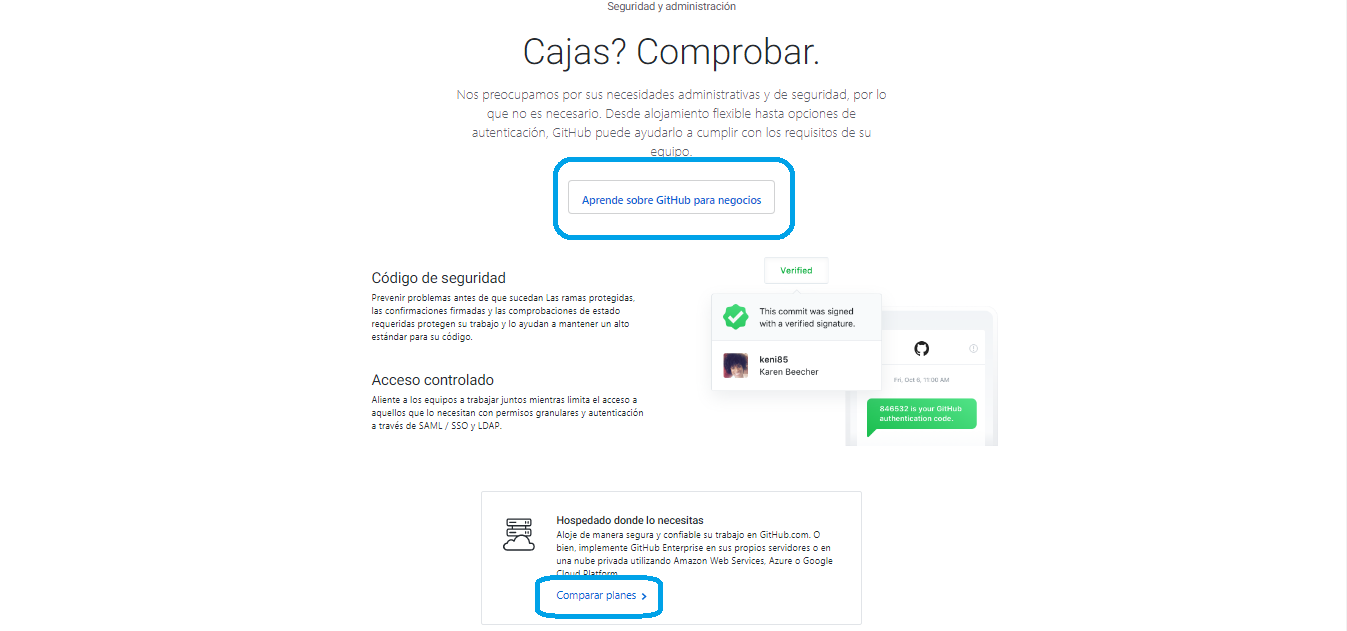 Seguridad y administración
Cajas? Comprobar.
Nos preocupamos por sus necesidades administrativas y de seguridad, por lo
que no es necesario. Desde alojamiento flexible hasta opciones de
autenticación, GitHub puede ayudarlo a cumplir con los requisitos de su
equipo.
Aprende sobre GitHub para negocios
Código de seguridad
Prevenir problemas antes de que sucedan Las ramas protegidas,
las confirmaciones firmadas y las comprobaciones de estado
requeridas protegen su trabajo y lo ayudan a mantener un alto
estándar para su código.
Acceso controlado
Aliente a los equipos a trabajar juntos mientras limita el acceso a
aquellos que lo necesitan con permisos granulares y autenticación
a través de SAML / SSO y LDAP.
Verified
This commit was signed
with a verified signature.
keni85
Karen Beecher
Fri, Oct 6, 11:00 AM
846532 is your GitHub
authentication code.
Hospedado donde lo necesitas
Aloje de manera segura y confiable su trabajo en GitHub.com. O
bien, implemente GitHub Enterprise en sus propios servidores o en
una nube privada utilizando Amazon Web Services, Azure o Google
Cloud Platform.
Comparar planes